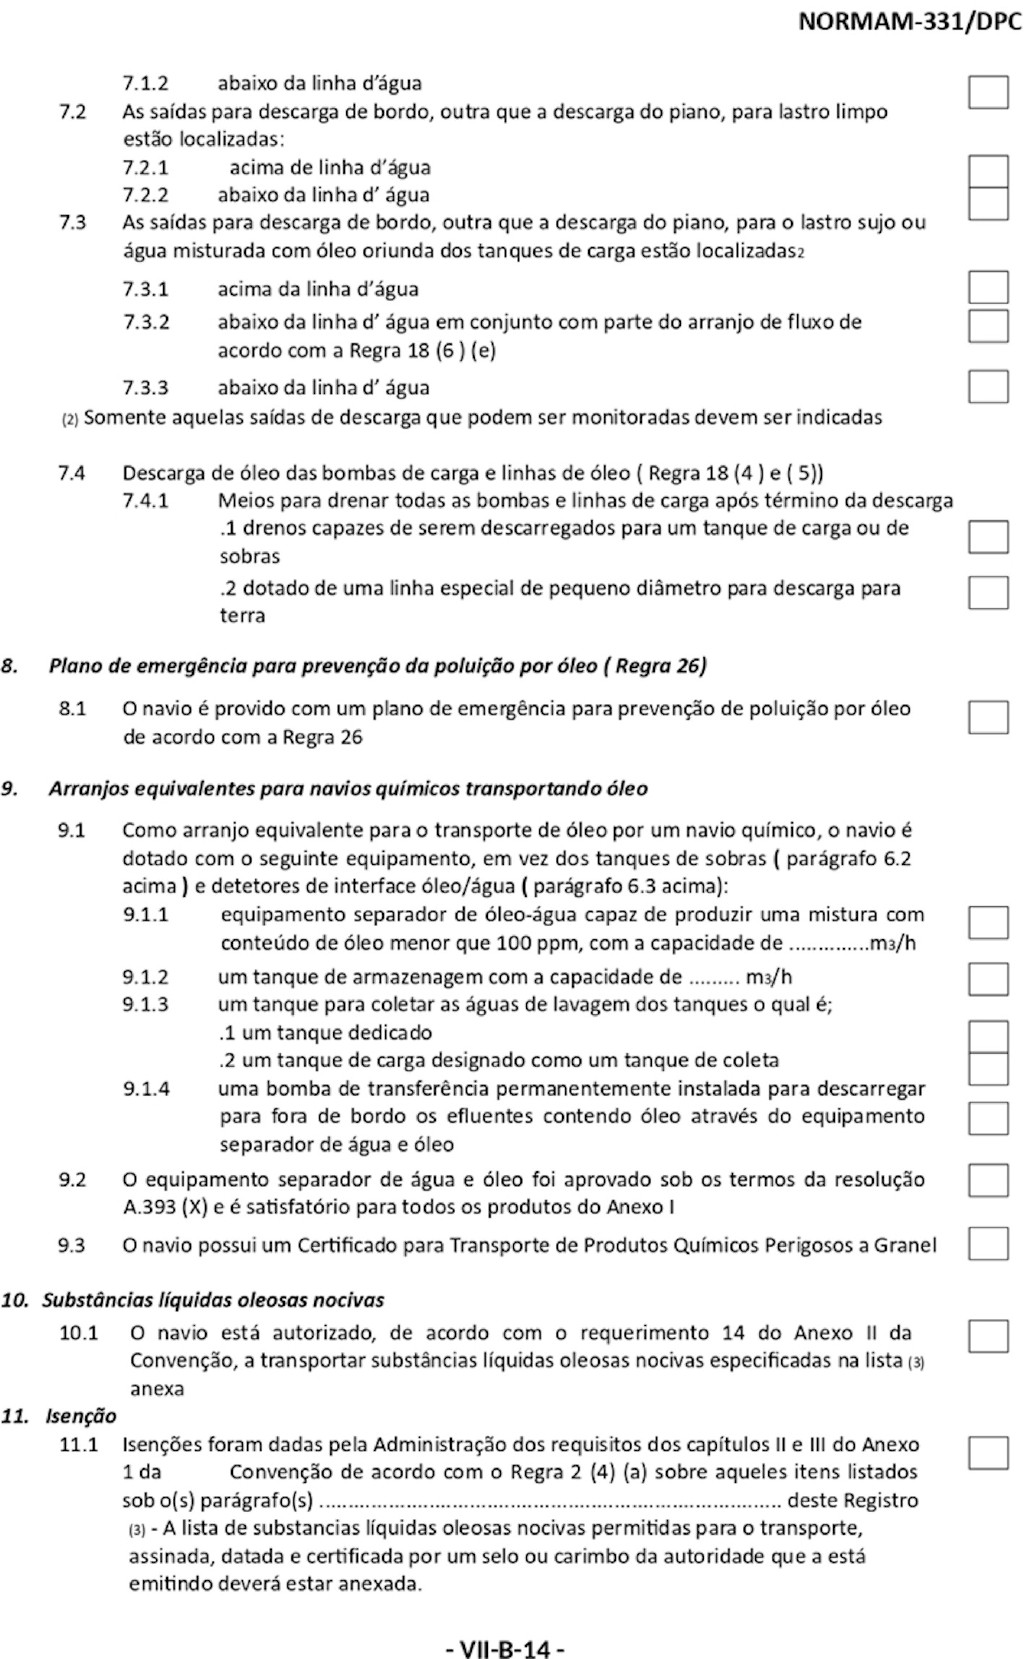 NORMAM-331/DPC
7.1.2 abaixo da linha d’água
7.2 As saídas para descarga de bordo, outra que a descarga do piano, para lastro limpo
estão localizadas:
7.2.1 acima de linha d’água
7.2.2 abaixo da linha d’ água
7.3 As saídas para descarga de bordo, outra que a descarga do piano, para o lastro sujo ou
água misturada com óleo oriunda dos tanques de carga estão localizadas2
7.3.1 acima da linha d’água
7.3.2 abaixo da linha d’ água em conjunto com parte do arranjo de fluxo de
acordo com a Regra 18 (6 ) (e)
7.3.3 abaixo da linha d’ água
(2) Somente aquelas saídas de descarga que podem ser monitoradas devem ser indicadas
7.4 Descarga de óleo das bombas de carga e linhas de óleo ( Regra 18 (4 ) e ( 5))
7.4.1 Meios para drenar todas as bombas e linhas de carga após término da descarga
.1 drenos capazes de serem descarregados para um tanque de carga ou de
sobras
.2 dotado de uma linha especial de pequeno diâmetro para descarga para
terra
8. Plano de emergência para prevenção da poluição por óleo ( Regra 26)
8.1 O navio é provido com um plano de emergência para prevenção de poluição por óleo
de acordo com a Regra 26
9. Arranjos equivalentes para navios químicos transportando óleo
9.1 Como arranjo equivalente para o transporte de óleo por um navio químico, o navio é
dotado com o seguinte equipamento, em vez dos tanques de sobras ( parágrafo 6.2
acima ) e detetores de interface óleo/água ( parágrafo 6.3 acima):
9.1.1 equipamento separador de óleo-água capaz de produzir uma mistura com
conteúdo de óleo menor que 100 ppm, com a capacidade de ..............m3/h
9.1.2 um tanque de armazenagem com a capacidade de ......... m3/h
9.1.3 um tanque para coletar as águas de lavagem dos tanques o qual é;
.1 um tanque dedicado
.2 um tanque de carga designado como um tanque de coleta
9.1.4 uma bomba de transferência permanentemente instalada para descarregar
para fora de bordo os efluentes contendo óleo através do equipamento
separador de água e óleo
9.2 O equipamento separador de água e óleo foi aprovado sob os termos da resolução
A.393 (X) e é satisfatório para todos os produtos do Anexo I
9.3 O navio possui um Certificado para Transporte de Produtos Químicos Perigosos a Granel
10. Substâncias líquidas oleosas nocivas
10.1 O navio está autorizado, de acordo com o requerimento 14 do Anexo II da
Convenção, a transportar substâncias líquidas oleosas nocivas especificadas na lista (3)
anexa
11. Isenção
11.1 Isenções foram dadas pela Administração dos requisitos dos capítulos II e III do Anexo
1 da Convenção de acordo com o Regra 2 (4) (a) sobre aqueles itens listados
sob o(s) parágrafo(s) ................................................................................ deste Registro
(3) - A lista de substancias líquidas oleosas nocivas permitidas para o transporte,
assinada, datada e certificada por um selo ou carimbo da autoridade que a está
emitindo deverá estar anexada.
- VII-B-14 -